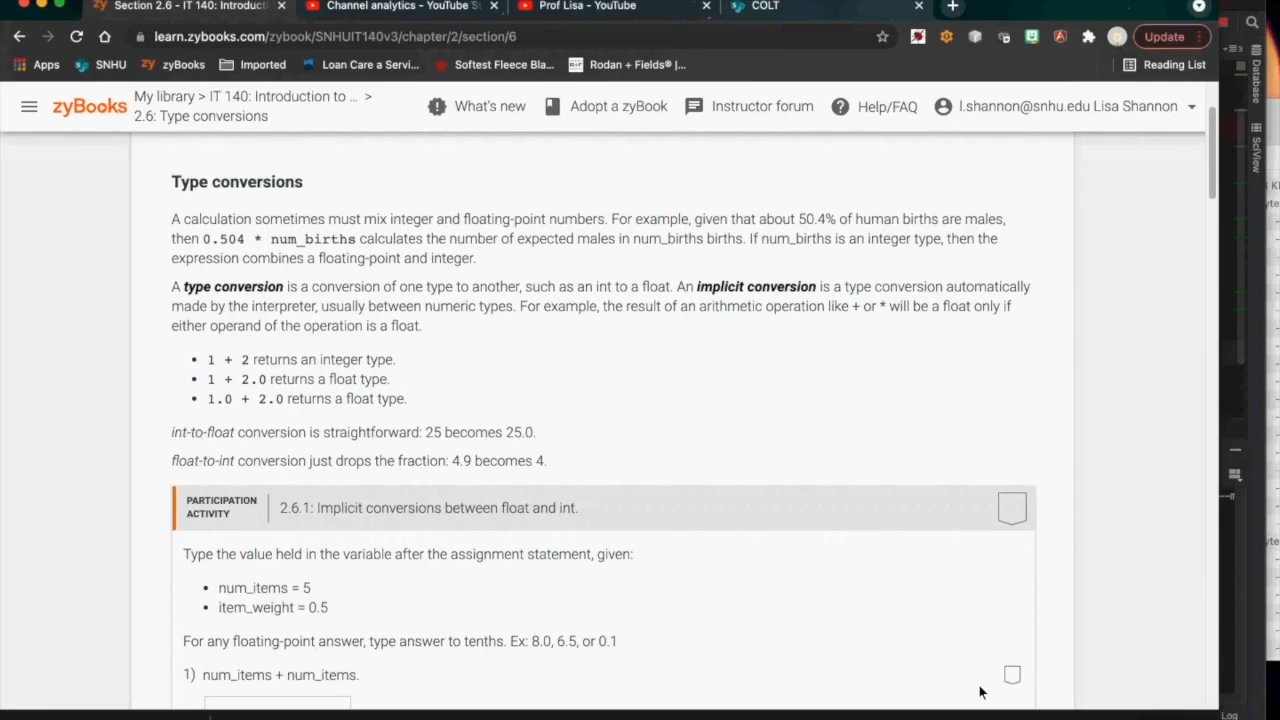 Section 2.6 - IT 140: Introducti
Channel analytics - YouTube St
Prof Lisa - YouTube
COLT
learn.zybooks.com/zybook/SNHUIT140v3/chapter/2/section/6
Update
Apps
SNHU
zyBooks
Imported
Loan Care a Servi...
Softest Fleece Bla...
Rodan + Fields® |...
Reading List
zyBooks
My library > IT 140: Introduction to ... >
2.6: Type conversions
What's new
Adopt a zyBook
Instructor forum
Help/FAQ
l.shannon@snhu.edu Lisa Shannon
Database
SciView
Type conversions
A calculation sometimes must mix integer and floating-point numbers. For example, given that about 50.4% of human births are males,
then 0.504 * num_births calculates the number of expected males in num_births births. If num_births is an integer type, then the
expression combines a floating-point and integer.
A type conversion is a conversion of one type to another, such as an int to a float. An implicit conversion is a type conversion automatically
made by the interpreter, usually between numeric types. For example, the result of an arithmetic operation like + or * will be a float only if
either operand of the operation is a float.
• 1 + 2 returns an integer type.
• 1 + 2.0 returns a float type.
• 1.0 + 2.0 returns a float type.
int-to-float conversion is straightforward: 25 becomes 25.0.
float-to-int conversion just drops the fraction: 4.9 becomes 4.
PARTICIPATION
ACTIVITY
2.6.1: Implicit conversions between float and int.
Type the value held in the variable after the assignment statement, given:
• num_items = 5
• item_weight = 0.5
For any floating-point answer, type answer to tenths. Ex: 8.0, 6.5, or 0.1
1) num_items + num_items.
Log